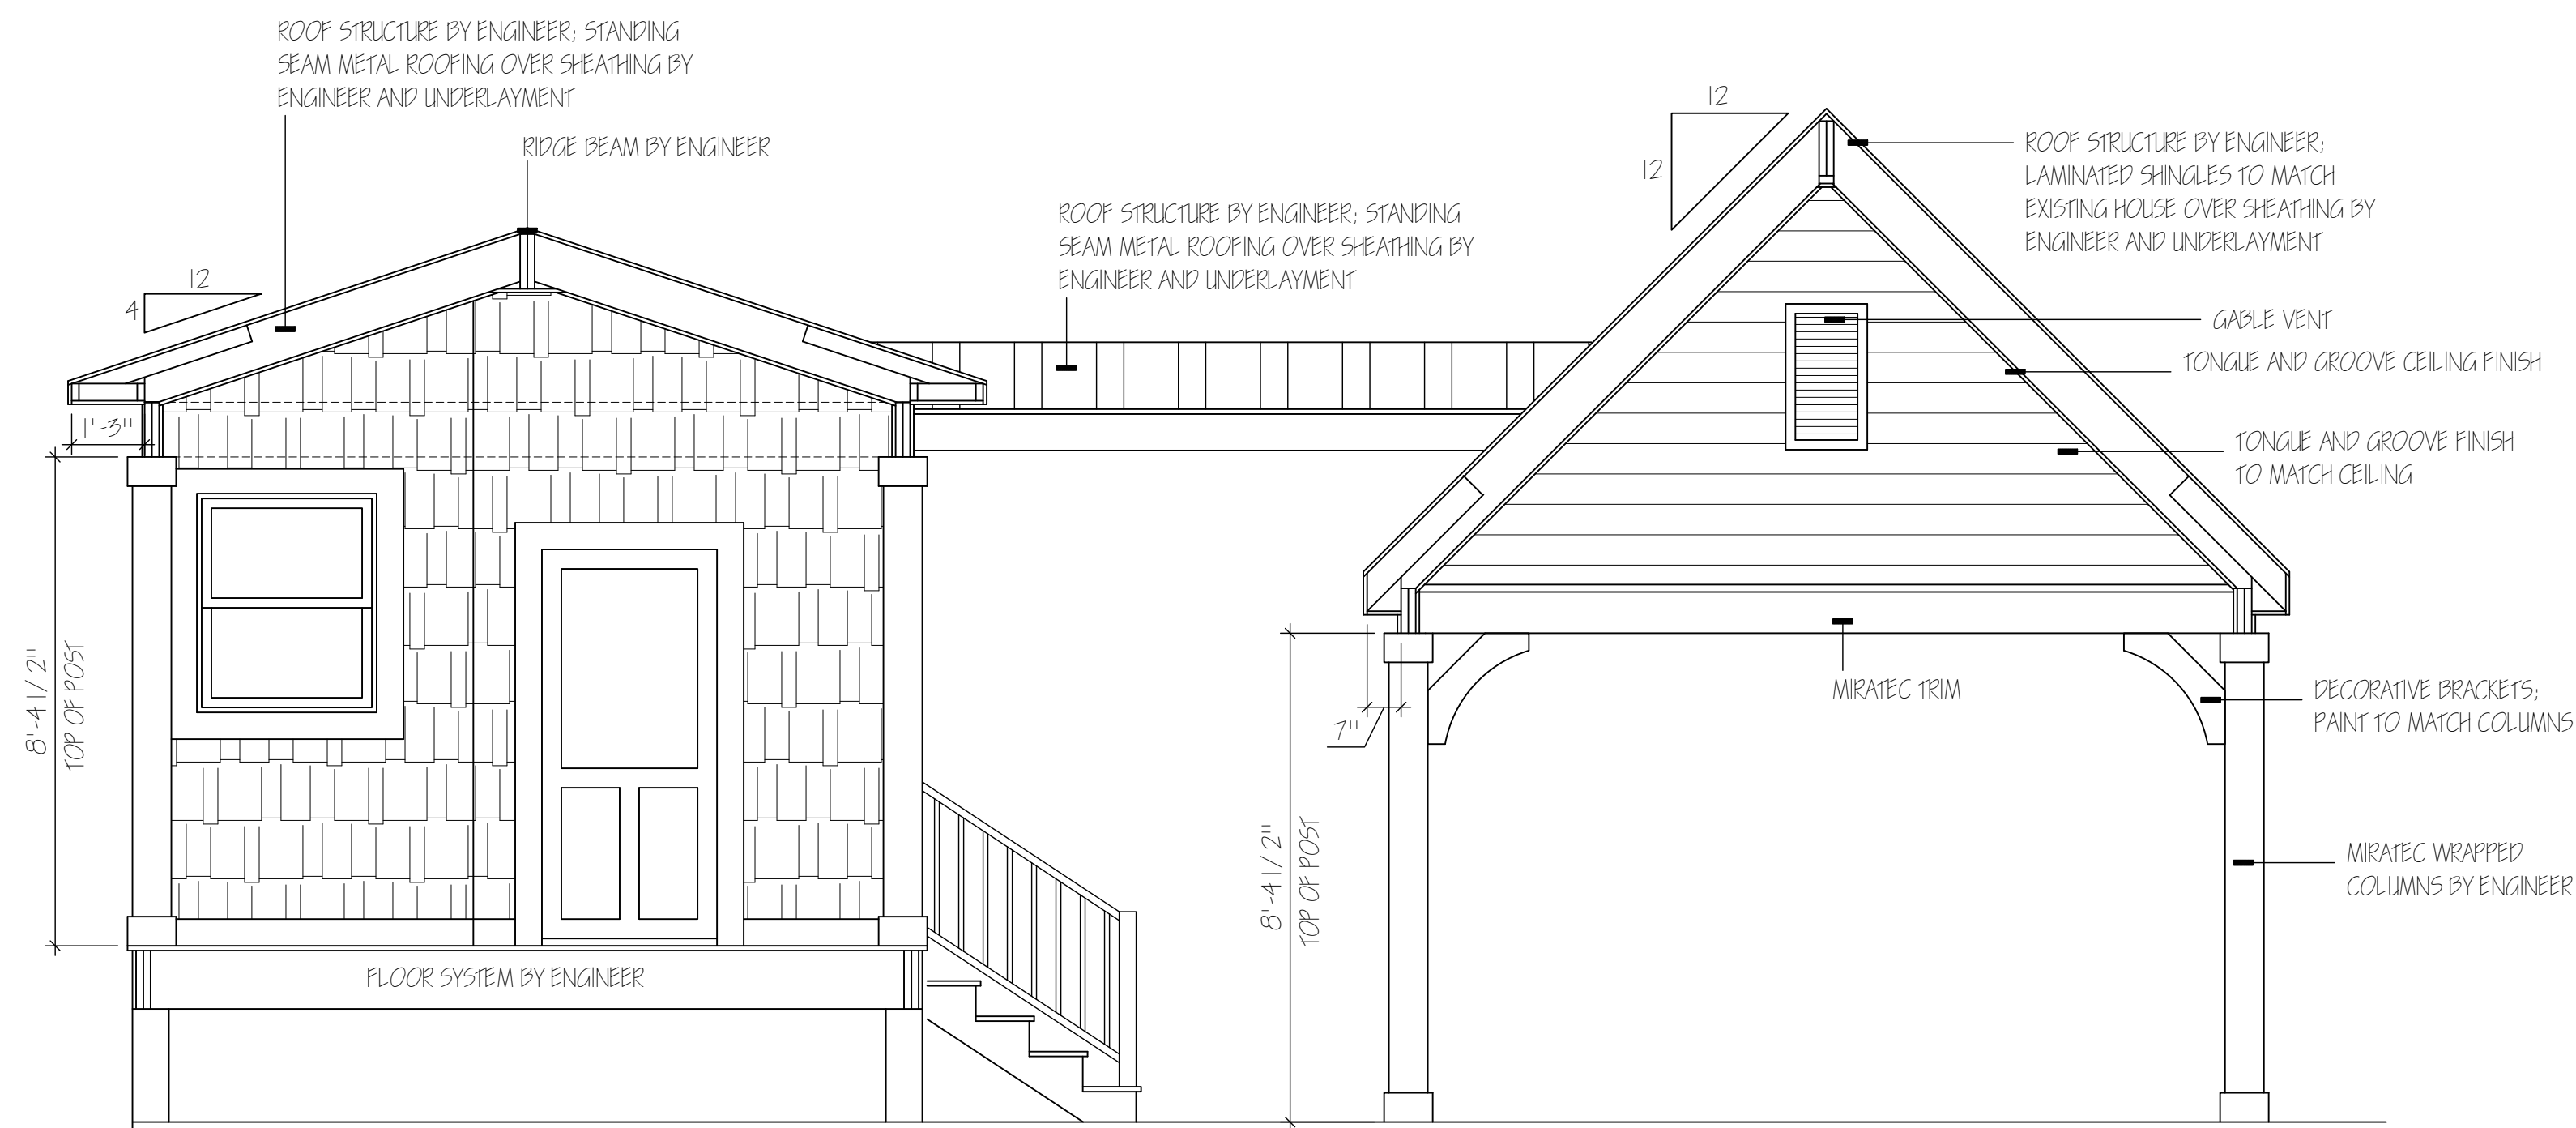 ROOF STRUCTURE BY ENGINEER; STANDING
SEAM METAL ROOFING OVER SHEATHING BY
ENGINEER AND UNDERLAYMENT
RIDGE BEAM BY ENGINEER
12
4
1'-3"
8'-4 1/2"
TOP OF POST
FLOOR SYSTEM BY ENGINEER
ROOF STRUCTURE BY ENGINEER; STANDING
SEAM METAL ROOFING OVER SHEATHING BY
ENGINEER AND UNDERLAYMENT
12
12
ROOF STRUCTURE BY ENGINEER;
LAMINATED SHINGLES TO MATCH
EXISTING HOUSE OVER SHEATHING BY
ENGINEER AND UNDERLAYMENT
GABLE VENT
TONGUE AND GROOVE CEILING FINISH
TONGUE AND GROOVE FINISH
TO MATCH CEILING
MIRATEC TRIM
7"
8'-4 1/2"
TOP OF POST
DECORATIVE BRACKETS;
PAINT TO MATCH COLUMNS
MIRATEC WRAPPED
COLUMNS BY ENGINEER